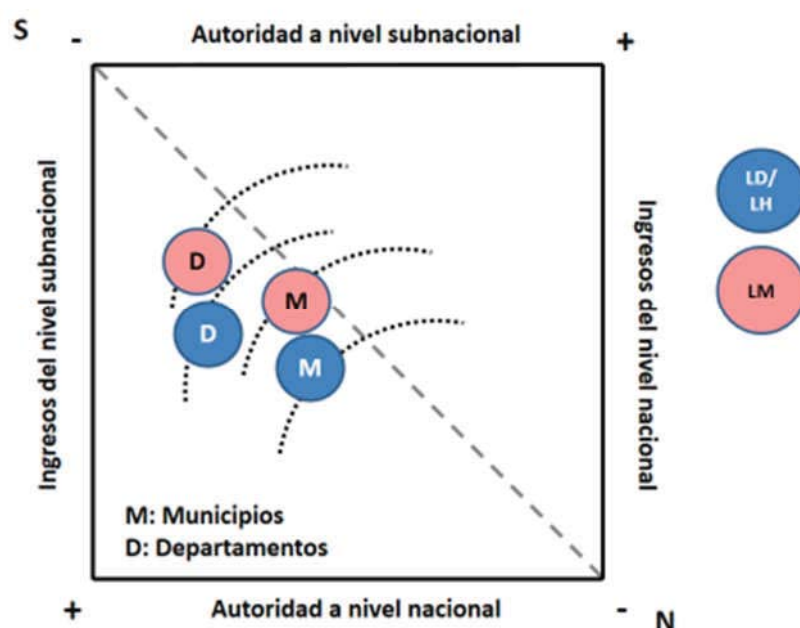 S
-
Autoridad a nivel subnacional
+
Ingresos del nivel subnacional
Ingresos del nivel nacional
LD/
LH
LM
D
D
M
M
M: Municipios
D: Departamentos
+
Autoridad a nivel nacional
-
N